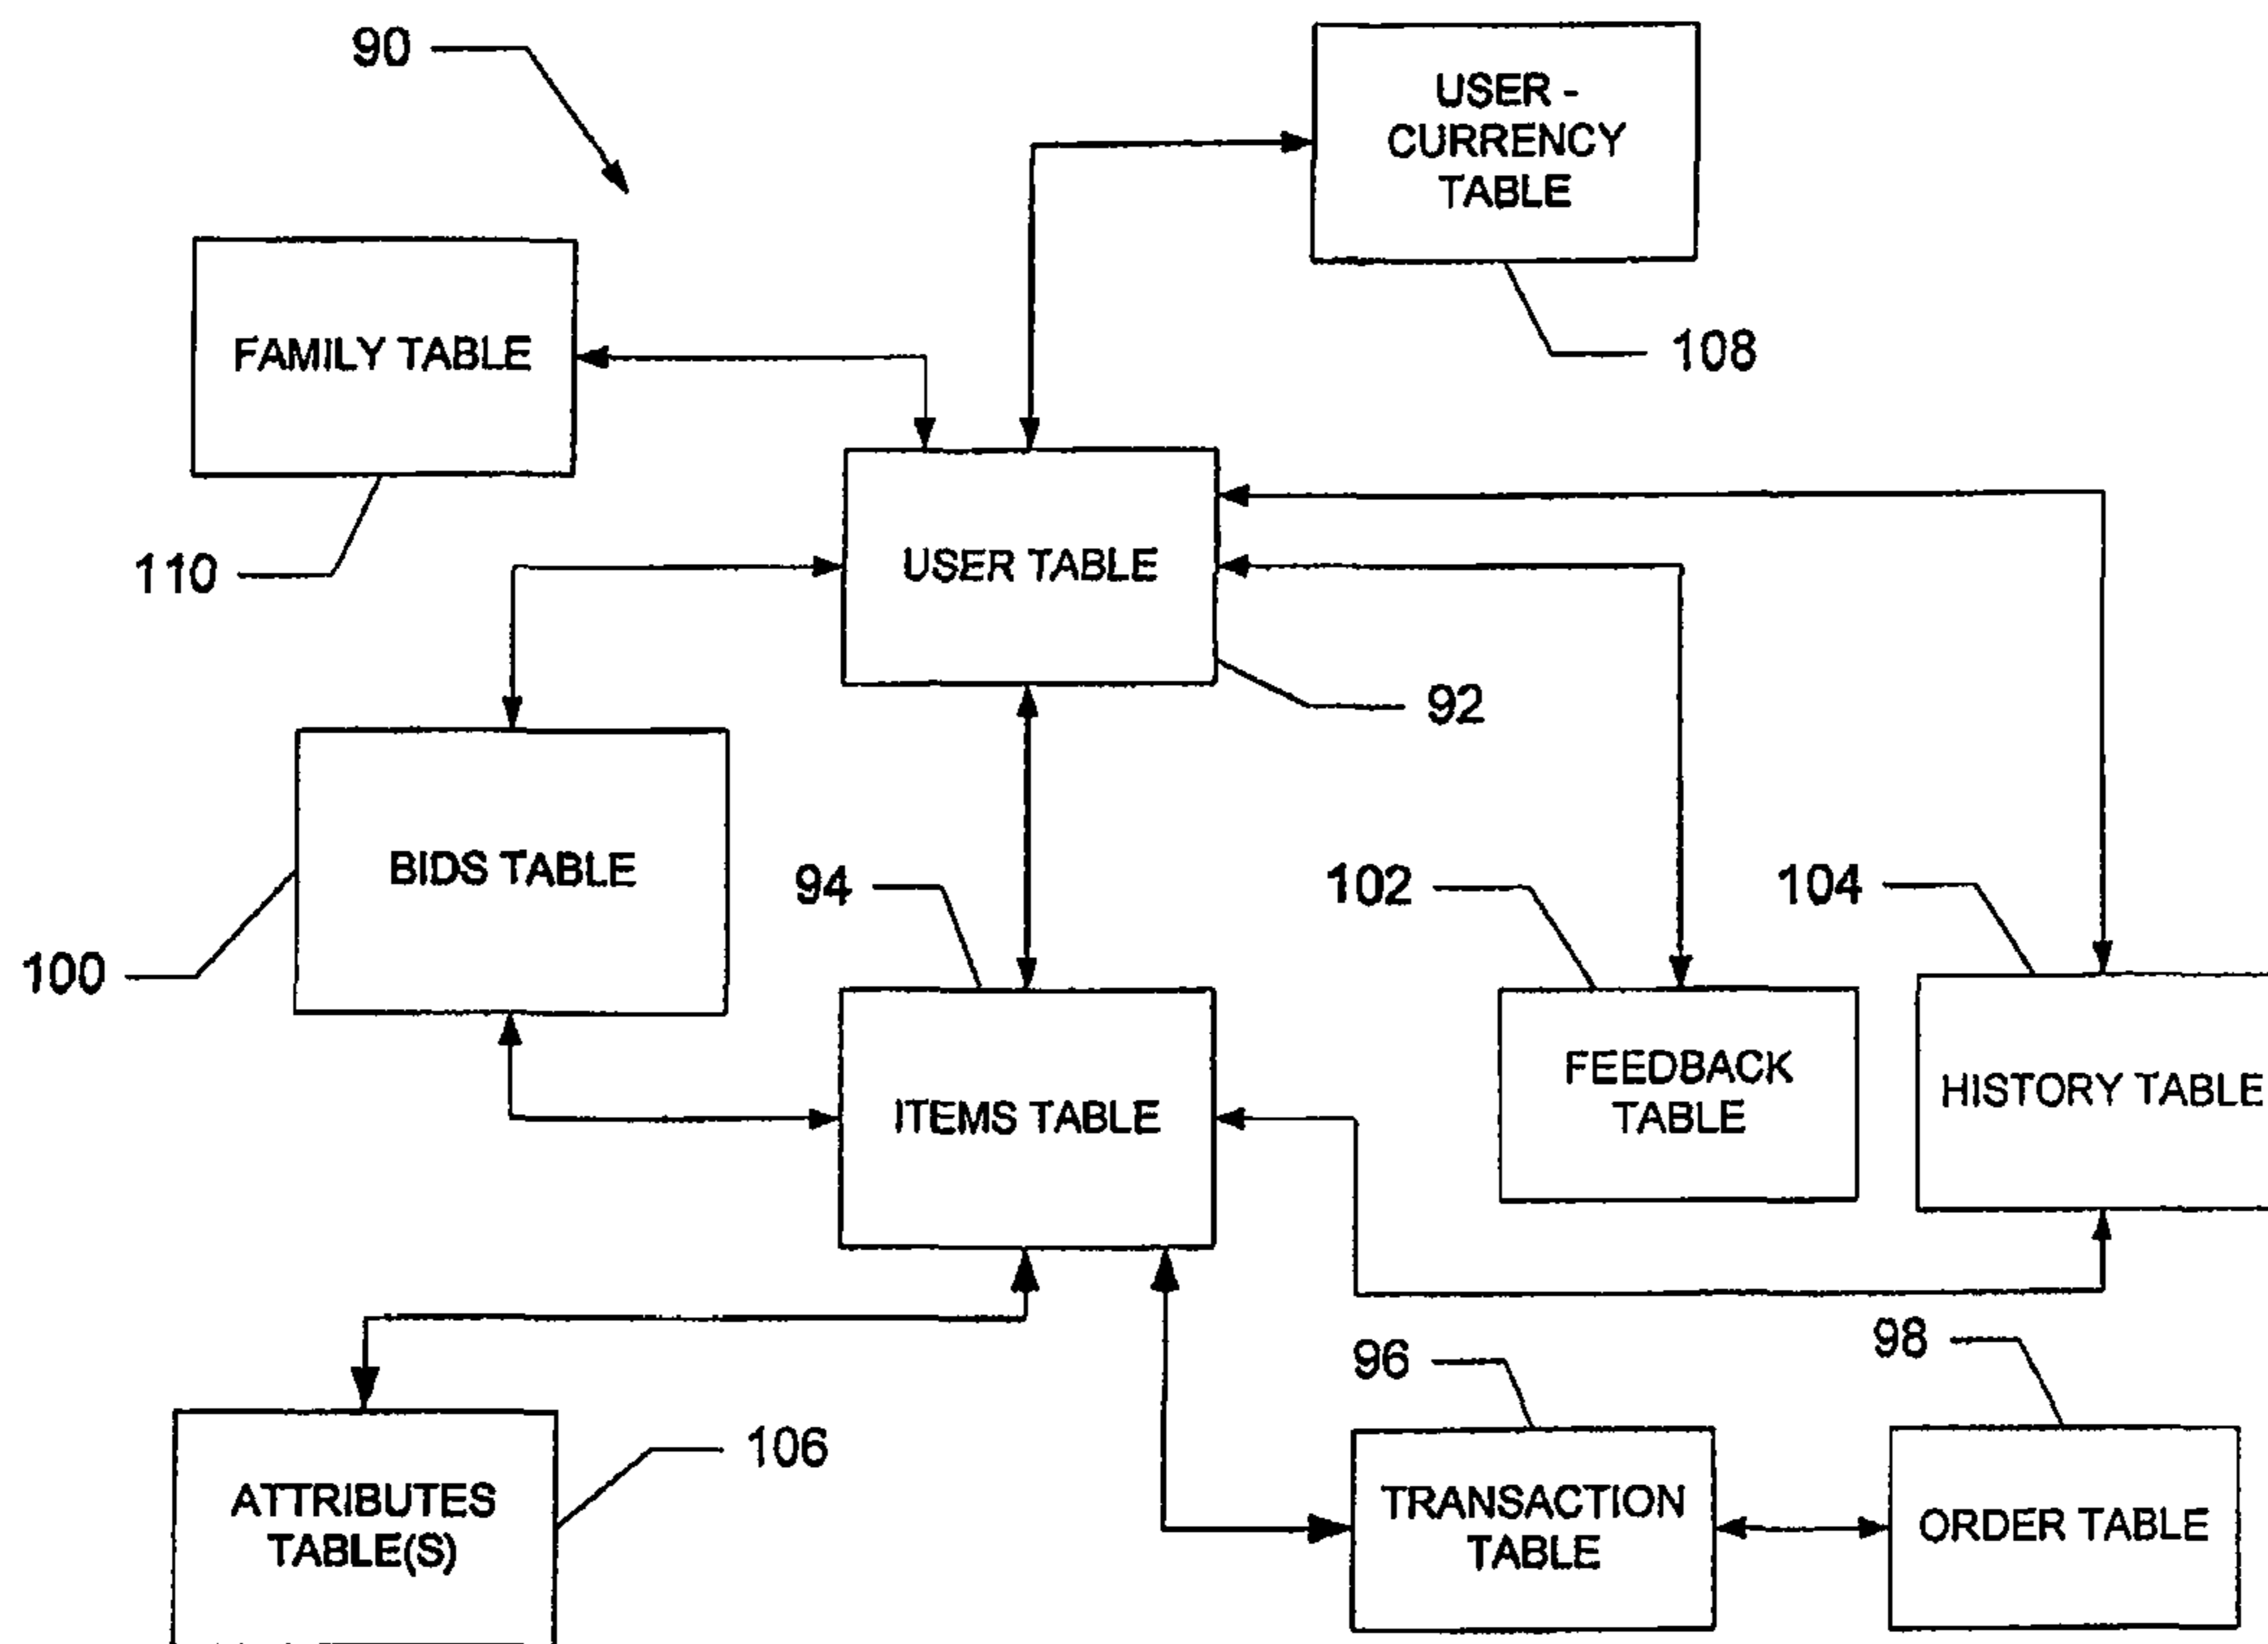 90
USER -
CURRENCY
TABLE
108
FAMILY TABLE
110
USER TABLE
92
BIDS TABLE
100
94
ITEMS TABLE
102
FEEDBACK
TABLE
104
HISTORY TABLE
ATTRIBUTES
TABLE(S)
106
96
TRANSACTION
TABLE
98
ORDER TABLE